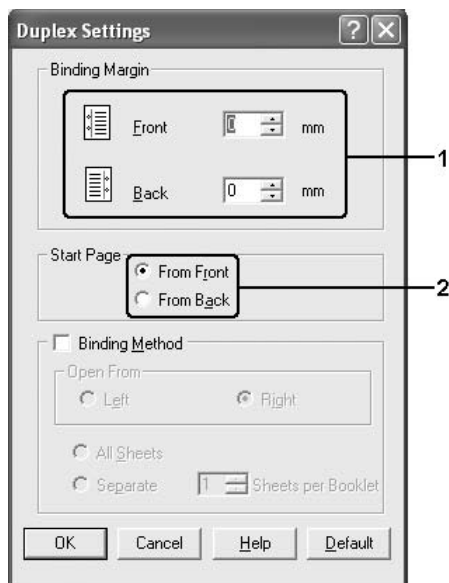 Duplex Settings
Binding Margin
Front 0 mm
1
Back 0 mm
Start Page
From Front
From Back
2
Binding Method
Open From
Left Right
All Sheets
Separate 1 Sheets per Booklet
OK Cancel Help Default